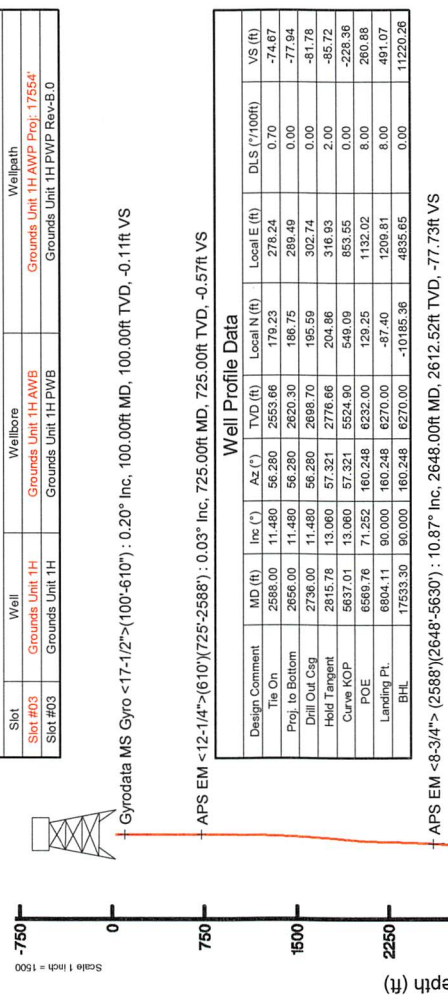 Slot Well Wellbore Wellpath
Slot #03 Grounds Unit 1H Grounds Unit 1H AWB Grounds Unit 1H AWP Proj: 17554'
Slot #03 Grounds Unit 1H Grounds Unit 1H PWB Grounds Unit 1H PWP Rev-B.0
Gyrodata MS Gyro <17-1/2">(100'-610") : 0.20° Inc, 100.00ft MD, 100.00ft TVD, -0.11ft VS
APS EM <12-1/4">(610')(725'-2588') : 0.03° Inc, 725.00ft MD, 725.00ft TVD, -0.57ft VS
Well Profile Data
Design Comment MD (ft) Inc (°) Az (°) TVD (ft) Local N (ft) Local E (ft) DLS (°/100ft) VS (ft)
Tie On 2588.00 11.480 56.280 2553.66 179.23 278.24 0.70 -74.67
Proj. to Bottom 2656.00 11.480 56.280 2620.30 186.75 289.49 0.00 -77.94
Drill Out Csg 2736.00 11.480 56.280 2698.70 195.59 302.74 0.00 -81.78
Hold Tangent 2815.78 13.060 57.321 2776.66 204.86 316.93 2.00 -85.72
Curve KOP 5637.01 13.060 57.321 5524.90 549.09 853.55 0.00 -228.36
POE 6569.76 71.252 160.248 6232.00 129.25 1132.02 8.00 260.88
Landing Pt. 6804.11 90.000 160.248 6270.00 -87.40 1209.81 8.00 491.07
BHL 17533.30 90.000 160.248 6270.00 -10185.36 4835.65 0.00 11220.26
APS EM <8-3/4"> (2588')(2648'-5630') : 10.87° Inc, 2648.00ft MD, 2612.52ft TVD, -77.73ft VS
Scale 1 inch = 1500
-750
0
750
1500
2250
(ft)